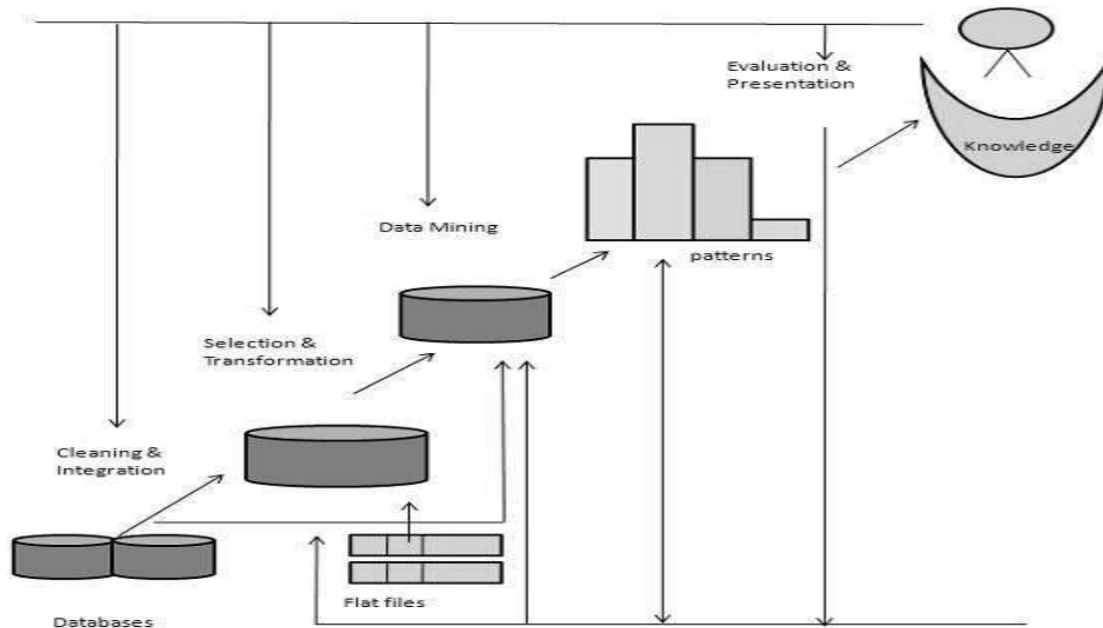 Evaluation &
Presentation
Knowledge
Data Mining
patterns
Selection &
Transformation
Cleaning &
Integration
Flat files
Databases